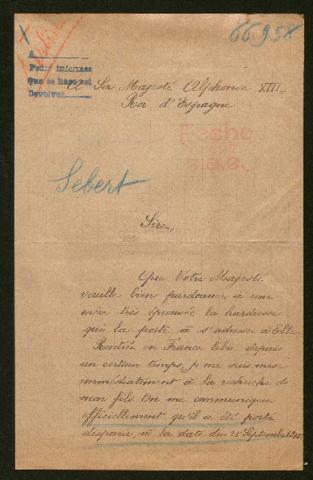 66958
A
Pedir informes
Que se haga asi
Devolver
A Sa Majesté Alphonse XIII,
Roi d'Espagne
Fecho
Sebert
Sire,
Que Votre Majesté
veuille bien pardonner à une
mère très éprouvée la hardiesse
qui la porte à s'adresser à Elle
Rentrée en France libre depuis
un certain temps, je me suis mise
immédiatement à la recherche de
mon fils. On me communique
officiellement qu'il a été porté
disparu, à la date du 25 Septembre